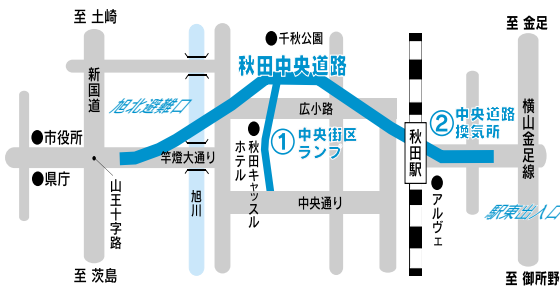 至 土崎
至 金足
千秋公園
秋田中央道路
新国道
旭北避難口
広小路
② 中央道路
換気所
横山金足線
市役所
① 中央街区
ランプ
秋田駅
竿燈大通り
秋田キャッスル
ホテル
県庁
山王十字路
旭川
中央通り
アルヴェ
駅東出入口
至 茨島
至 御所野